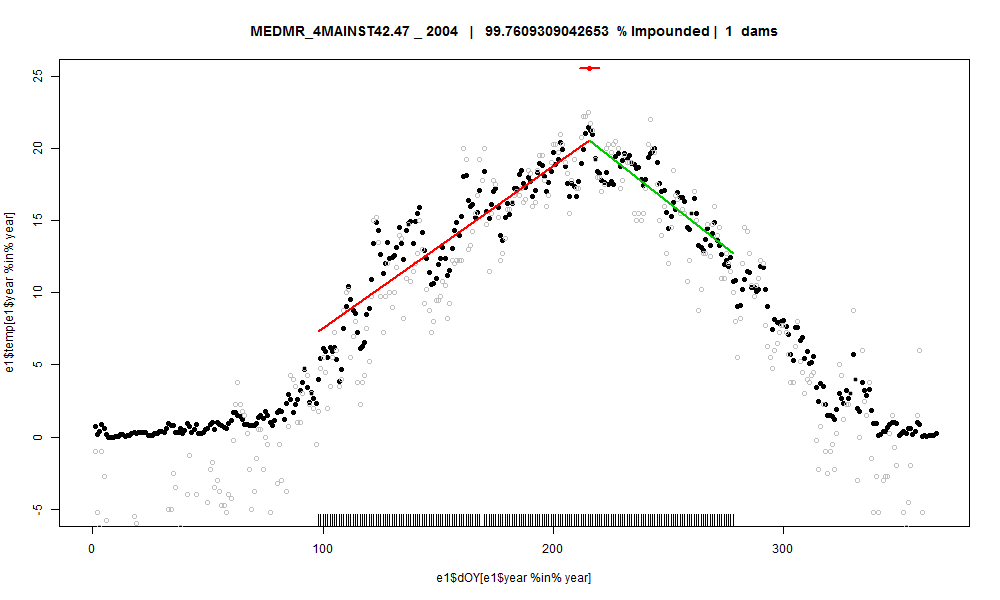 MEDMR_4MAINST42.47 _ 2004 | 99.7609309042653 % Impounded | 1 dams
25
20
15
10
5
0
-5
e1$temp[e1$year %in% year]
0 100 200 300
e1$dOY[e1$year %in% year]